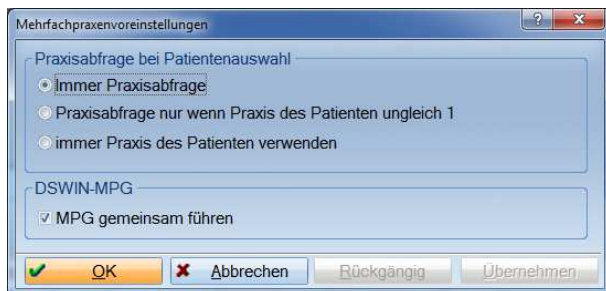 Mehrfachpraxenvoreinstellungen
Praxisabfrage bei Patientenauswahl
Immer Praxisabfrage
Praxisabfrage nur wenn Praxis des Patienten ungleich 1
immer Praxis des Patienten verwenden
DSWIN-MPG
MPG gemeinsam führen
OK Abbrechen Rückgängig Übernehmen